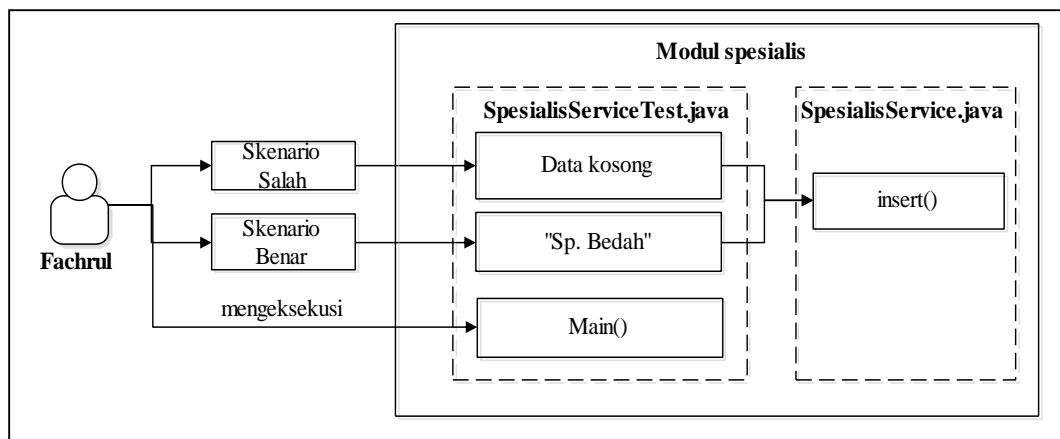 Modul spesialis
SpesialisServiceTest.java
SpesialisService.java
Skenario
Salah
Data kosong
insert()
Skenario
Benar
"Sp. Bedah"
Fachrul
mengeksekusi
Main()